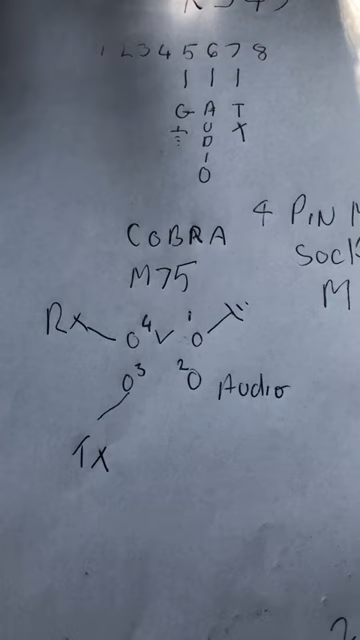 1 2 3 4 5 6 7 8
G A T
U X
D
I
O
4 PIN
COBRA
M75
M
Rx 4 1
O O
3 2
O O Audio
TX